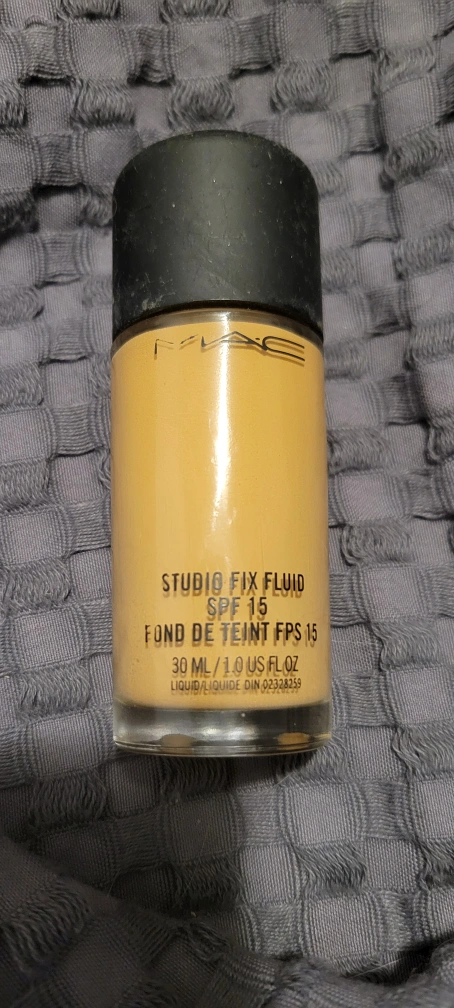 MAC
STUDIO FIX FLUID
SPF 15
FOND DE TEINT FPS 15
30 ML / 1.0 US FL OZ
LIQUID/LIQUIDE DIN 02328259